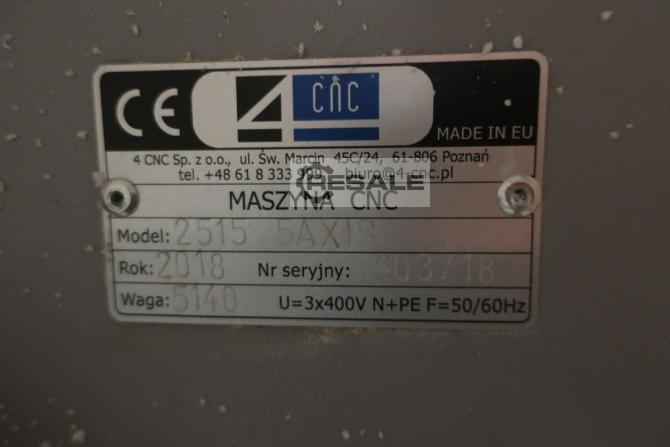 CE 4 CNC
MADE IN EU
4 CNC Sp. z o.o., ul. Św. Marcin 45C/24, 61-806 Poznań
tel. +48 61 8 333 999 biuro@4-cnc.pl
RESALE
MASZYNA CNC
Model: 2515 5AXIS
Rok: 2018 Nr seryjny: 1403/18
Waga: 5140 U=3x400V N+PE F=50/60Hz